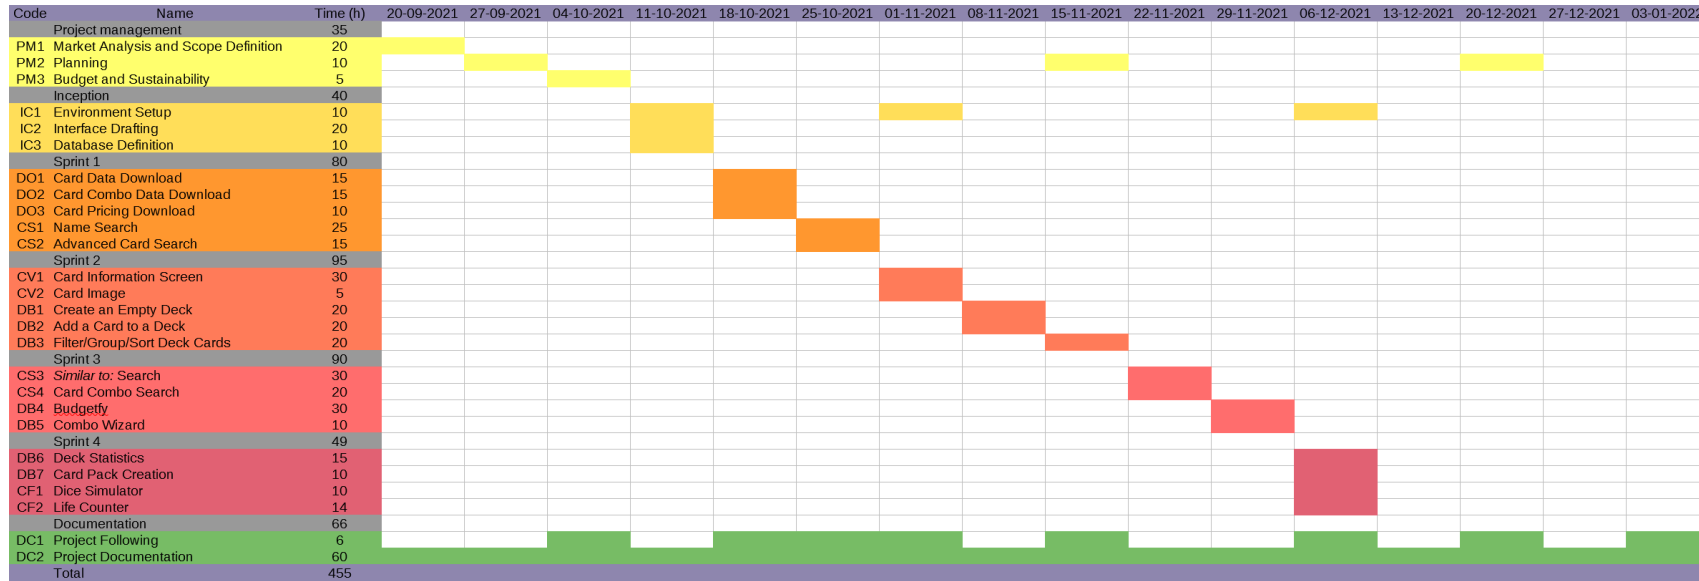 Code Name Time (h) 20-09-2021 27-09-2021 04-10-2021 11-10-2021 18-10-2021 25-10-2021 01-11-2021 08-11-2021 15-11-2021 22-11-2021 29-11-2021 06-12-2021 13-12-2021 20-12-2021 27-12-2021 03-01-2022
Project management 35
PM1 Market Analysis and Scope Definition 20
PM2 Planning 10
PM3 Budget and Sustainability 5
Inception 40
IC1 Environment Setup 10
IC2 Interface Drafting 20
IC3 Database Definition 10
Sprint 1 80
DO1 Card Data Download 15
DO2 Card Combo Data Download 15
DO3 Card Pricing Download 10
CS1 Name Search 25
CS2 Advanced Card Search 15
Sprint 2 95
CV1 Card Information Screen 30
CV2 Card Image 5
DB1 Create an Empty Deck 20
DB2 Add a Card to a Deck 20
DB3 Filter/Group/Sort Deck Cards 20
Sprint 3 90
CS3 Similar to: Search 30
CS4 Card Combo Search 20
DB4 Budgetfy 30
DB5 Combo Wizard 10
Sprint 4 49
DB6 Deck Statistics 15
DB7 Card Pack Creation 10
CF1 Dice Simulator 10
CF2 Life Counter 14
Documentation 66
DC1 Project Following 6
DC2 Project Documentation 60
Total 455